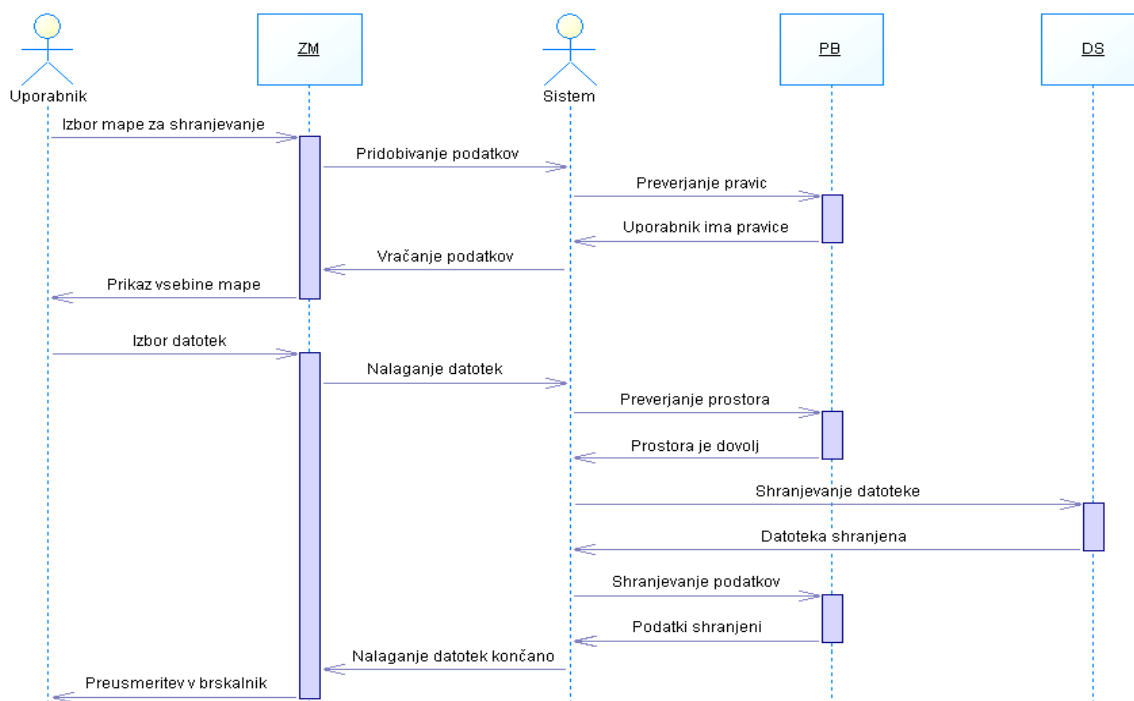 ZM
PB
DS
Uporabnik
Sistem
Izbor mape za shranjevanje
Pridobivanje podatkov
Preverjanje pravic
Uporabnik ima pravice
Vračanje podatkov
Prikaz vsebine mape
Izbor datotek
Nalaganje datotek
Preverjanje prostora
Prostora je dovolj
Shranjevanje datoteke
Datoteka shranjena
Shranjevanje podatkov
Podatki shranjeni
Nalaganje datotek končano
Preusmeritev v brskalnik